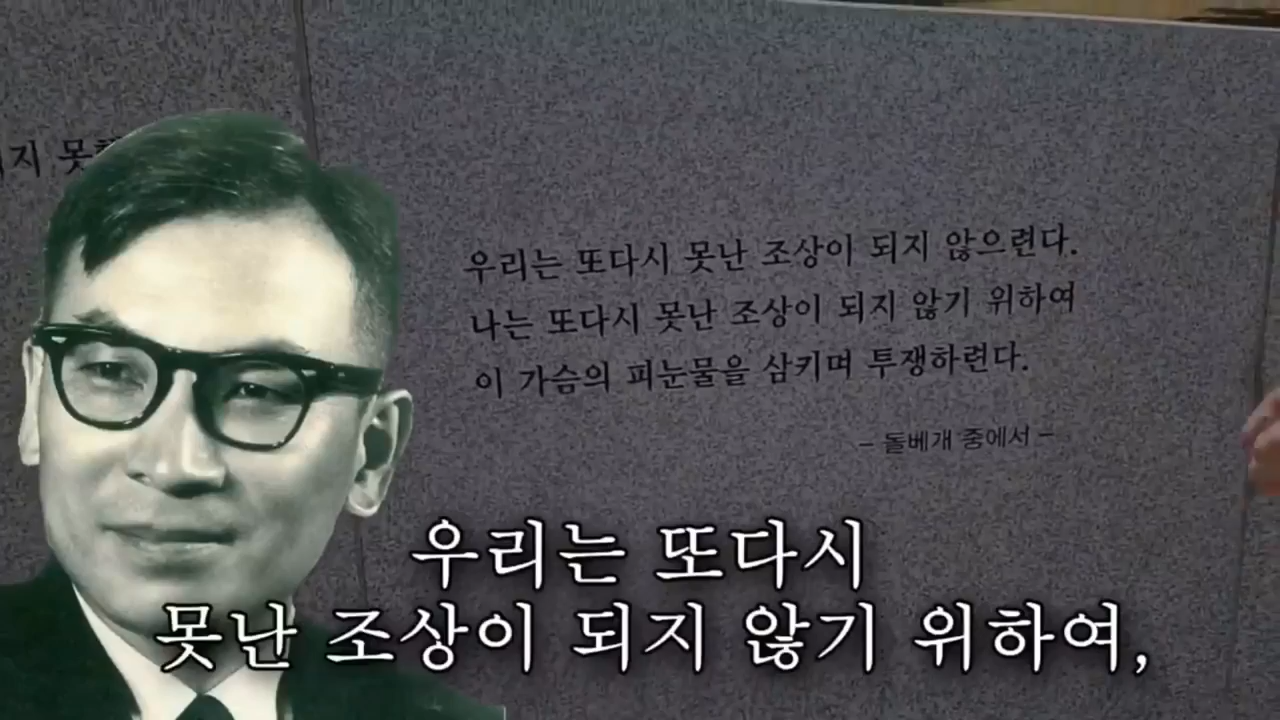 지 못
우리는 또다시 못난 조상이 되지 않으련다.
나는 또다시 못난 조상이 되지 않기 위하여
이 가슴의 피눈물을 삼키며 투쟁하련다.
– 돌베개 중에서 –
우리는 또다시
못난 조상이 되지 않기 위하여,